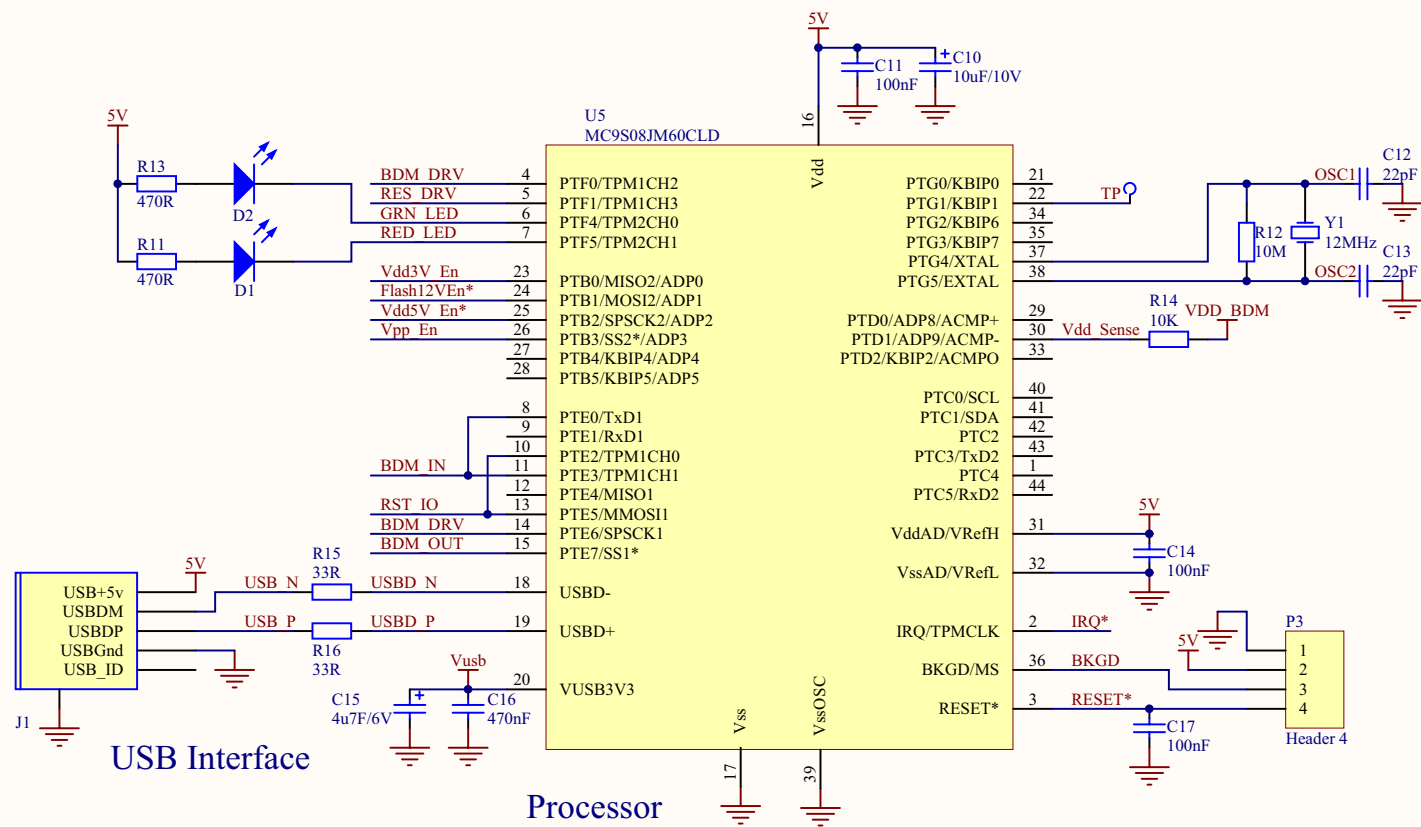 5V
C11
100nF
C10
10uF/10V
U5
MC9S08JM60CLD
16
Vdd
5V
R13
470R
D2
R11
470R
D1
BDM_DRV 4 PTF0/TPM1CH2
RES_DRV 5 PTF1/TPM1CH3
GRN_LED 6 PTF4/TPM2CH0
RED_LED 7 PTF5/TPM2CH1
Vdd3V_En 23 PTB0/MISO2/ADP0
Flash12VEn* 24 PTB1/MOSI2/ADP1
Vdd5V_En* 25 PTB2/SPSCK2/ADP2
Vpp_En 26 PTB3/SS2*/ADP3
27 PTB4/KBIP4/ADP4
28 PTB5/KBIP5/ADP5
8 PTE0/TxD1
9 PTE1/RxD1
10 PTE2/TPM1CH0
BDM_IN 11 PTE3/TPM1CH1
12 PTE4/MISO1
RST_IO 13 PTE5/MMOSI1
BDM_DRV 14 PTE6/SPSCK1
BDM_OUT 15 PTE7/SS1*
USBD_N 18 USBD-
USBD_P 19 USBD+
Vusb
20 VUSB3V3
C15
4u7F/6V
C16
470nF
5V
USB+5v
USBDM
USBDP
USBGnd
USB_ID
J1
USB_N
R15
33R
USB_P
R16
33R
USB Interface
PTG0/KBIP0 21
PTG1/KBIP1 22 TP
PTG2/KBIP6 34
PTG3/KBIP7 35
PTG4/XTAL 37
PTG5/EXTAL 38
OSC1
C12
22pF
R12
10M
Y1
12MHz
OSC2
C13
22pF
PTD0/ADP8/ACMP+ 29
PTD1/ADP9/ACMP- 30 Vdd_Sense
PTD2/KBIP2/ACMPO 33
R14
10K
VDD_BDM
PTC0/SCL 40
PTC1/SDA 41
PTC2 42
PTC3/TxD2 43
PTC4 1
PTC5/RxD2 44
VddAD/VRefH 31
5V
C14
100nF
VssAD/VRefL 32
IRQ/TPMCLK 2 IRQ*
BKGD/MS 36 BKGD
RESET* 3 RESET*
C17
100nF
5V
P3
1
2
3
4
Header 4
Vss
17
VssOSC
39
Processor